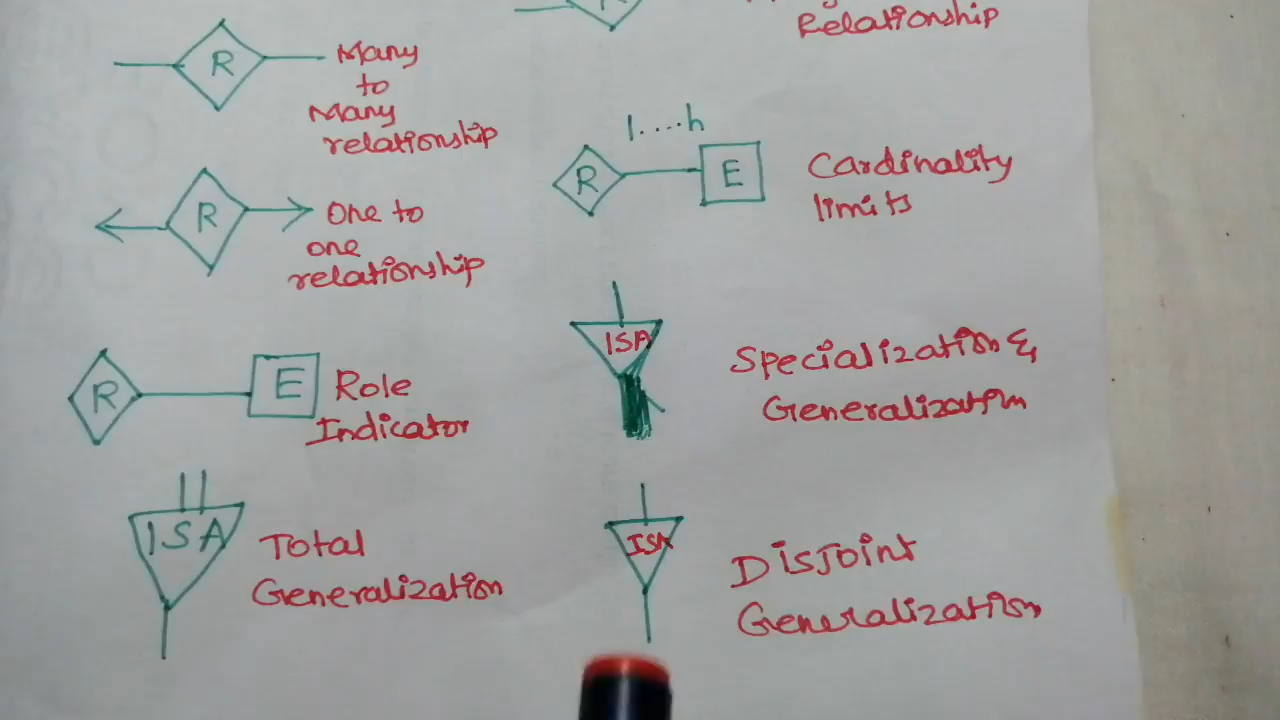 R
Many
to
Many
relationship
R
Relationship
R
One to
one
relationship
1....h
R
E
Cardinality
limits
R
E
Role
Indicator
ISA
Specialization &
Generalization
ISA
Total
Generalization
ISA
Disjoint
Generalization